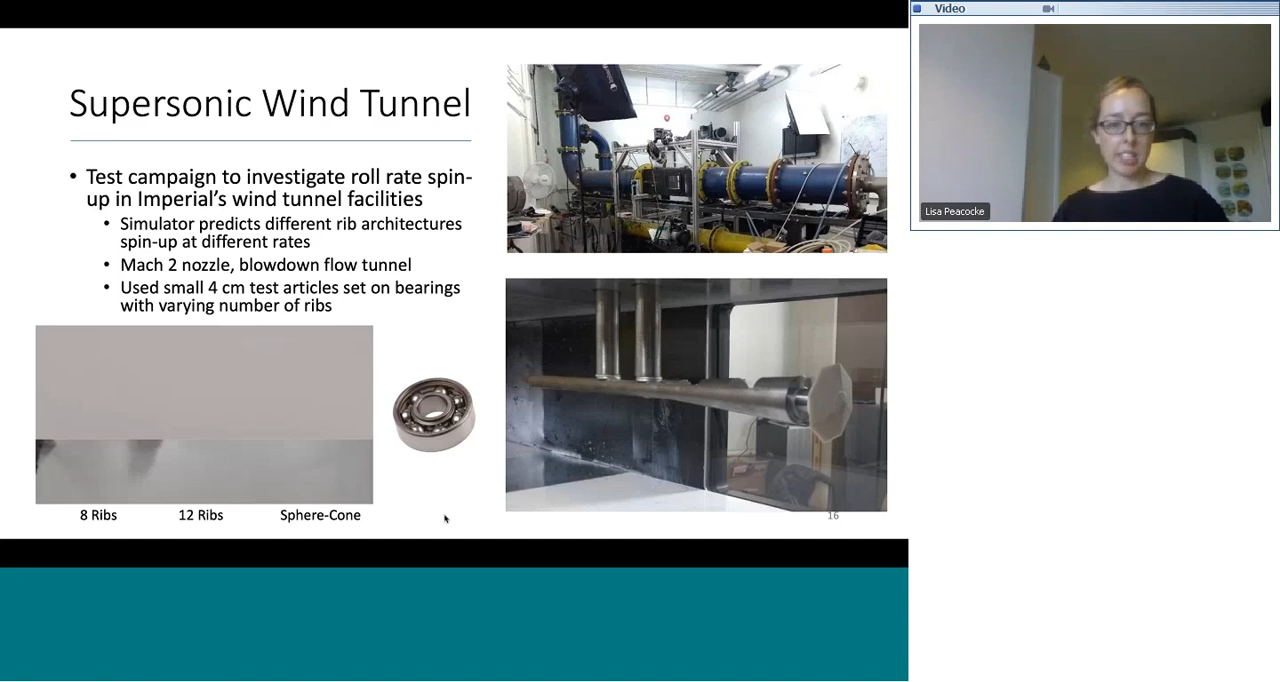 Supersonic Wind Tunnel
• Test campaign to investigate roll rate spin-
up in Imperial’s wind tunnel facilities
• Simulator predicts different rib architectures
spin-up at different rates
• Mach 2 nozzle, blowdown flow tunnel
• Used small 4 cm test articles set on bearings
with varying number of ribs
8 Ribs 12 Ribs Sphere-Cone
16
Video
Lisa Peacocke